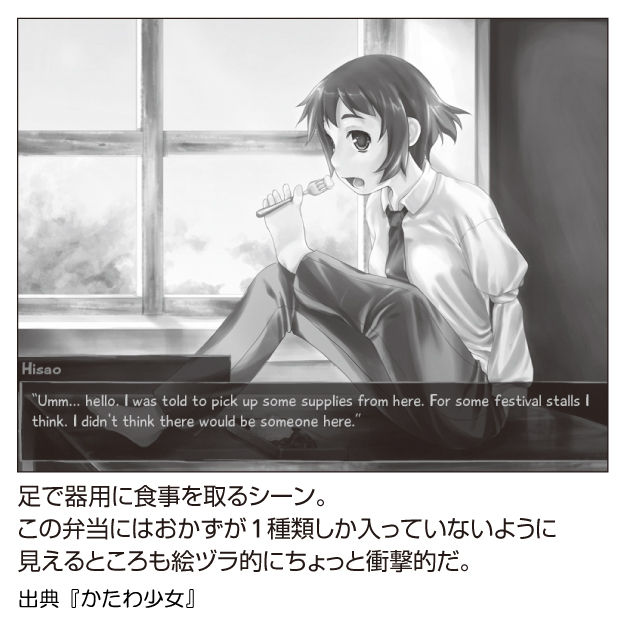 Hisao
"Umm... hello. I was told to pick up some supplies from here. For some festival stalls I
think. I didn't think there would be someone here."
足で器用に食事を取るシーン。
この弁当にはおかずが１種類しか入っていないように
見えるところも絵ヅラ的にちょっと衝撃的だ。
出典『かたわ少女』